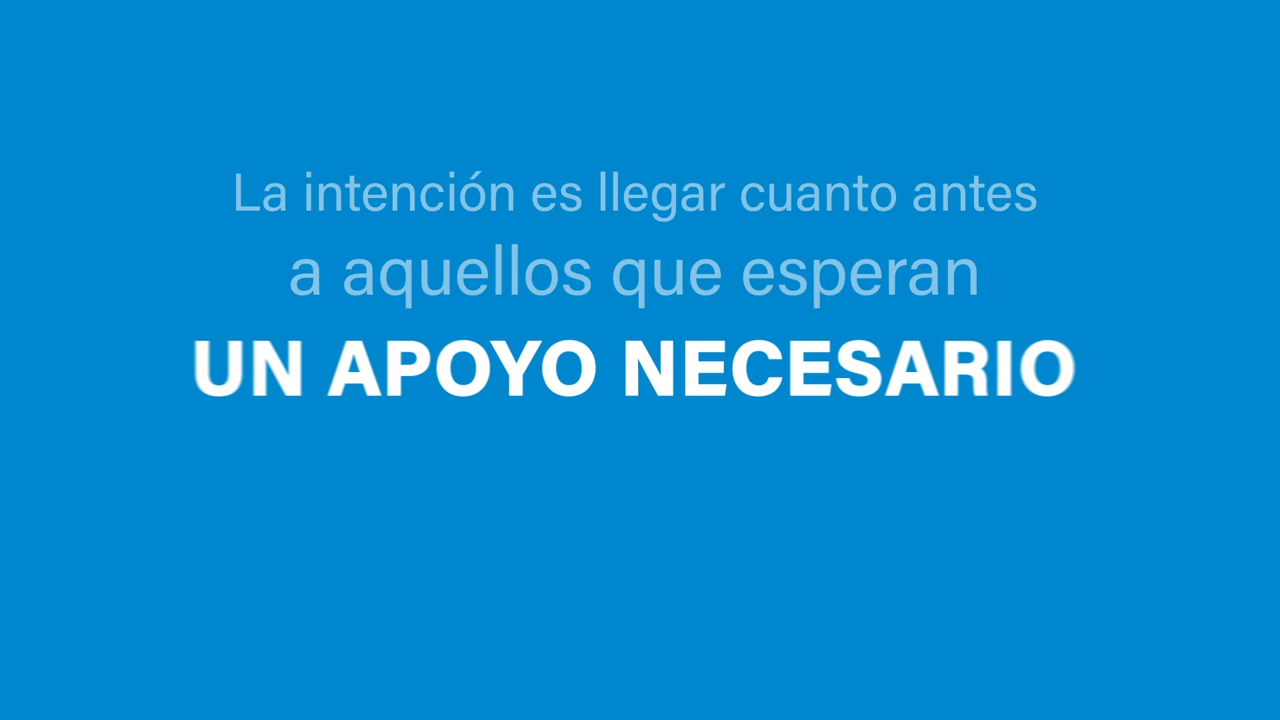 La intención es llegar cuanto antes
a aquellos que esperan
UN APOYO NECESARIO